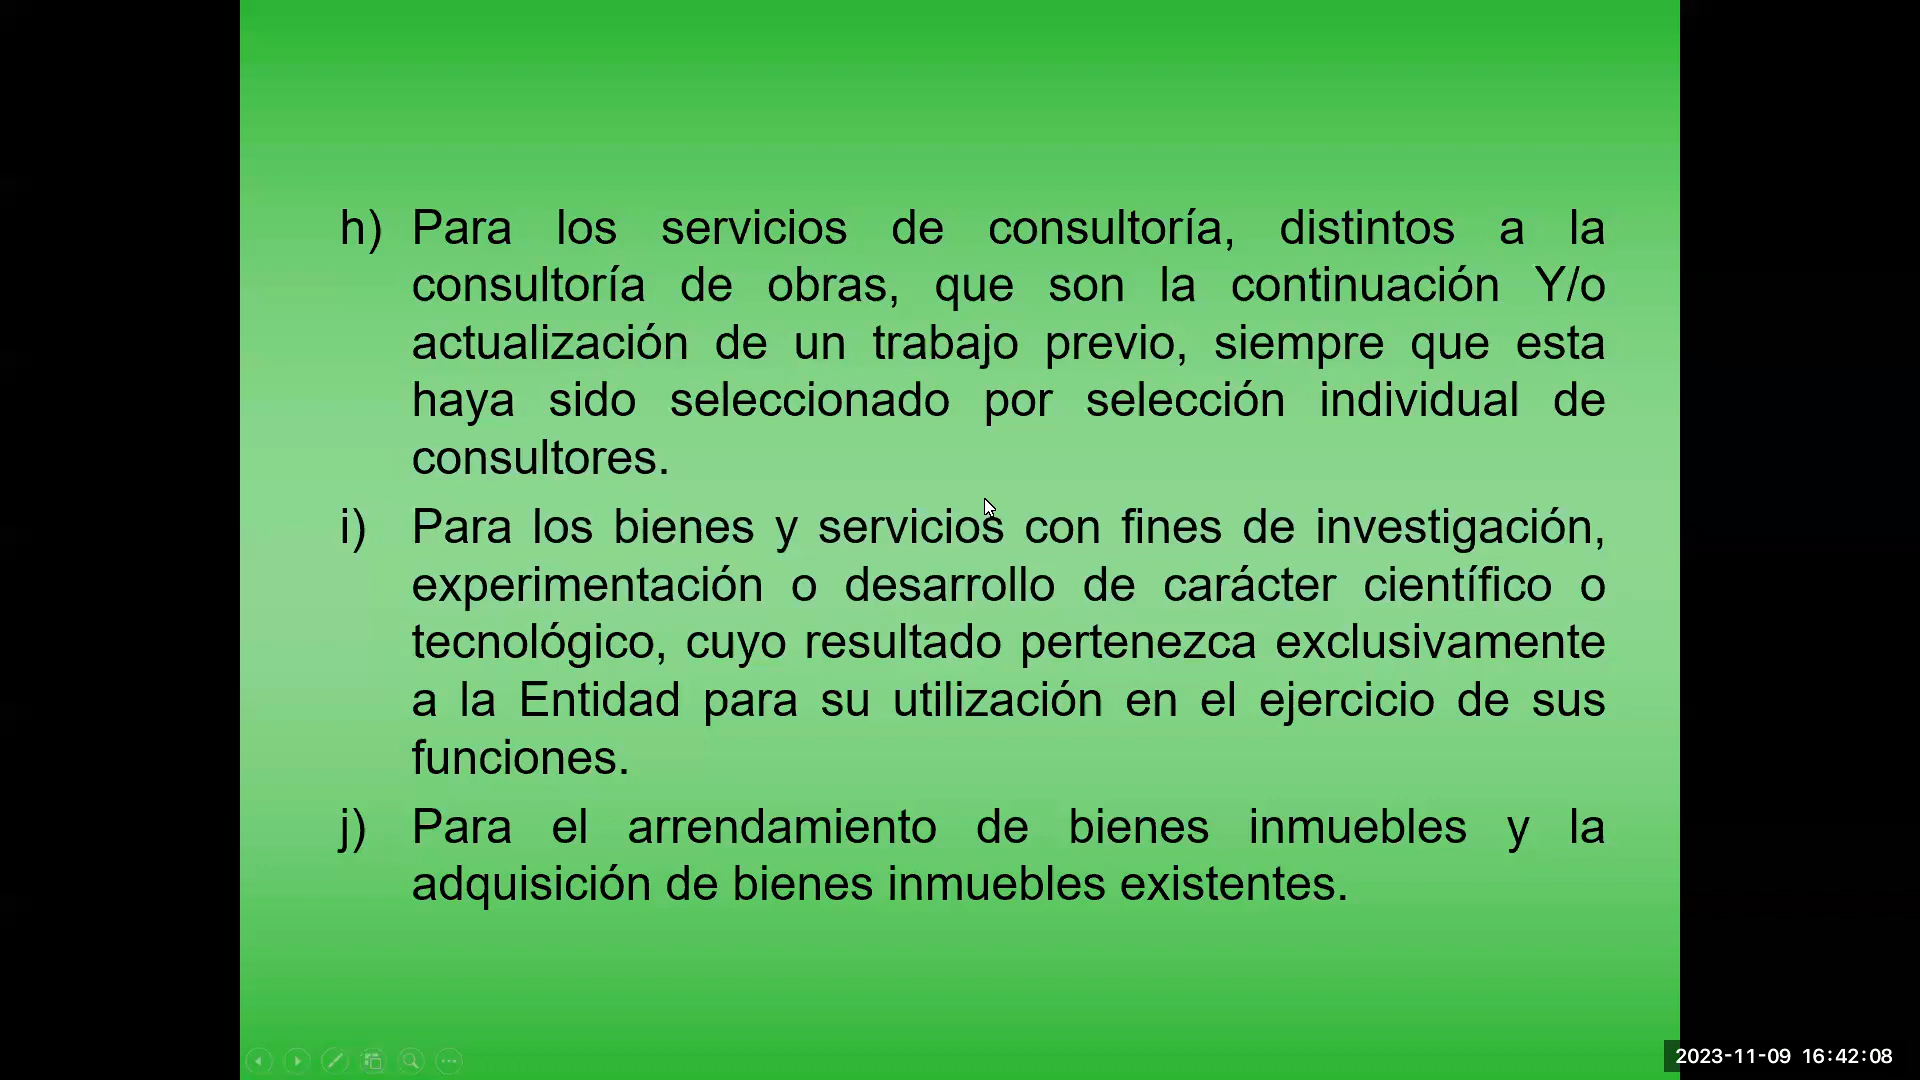 h) Para los servicios de consultoría, distintos a la
consultoría de obras, que son la continuación Y/o
actualización de un trabajo previo, siempre que esta
haya sido seleccionado por selección individual de
consultores.
i) Para los bienes y servicios con fines de investigación,
experimentación o desarrollo de carácter científico o
tecnológico, cuyo resultado pertenezca exclusivamente
a la Entidad para su utilización en el ejercicio de sus
funciones.
j) Para el arrendamiento de bienes inmuebles y la
adquisición de bienes inmuebles existentes.
2023-11-09 16:42:08